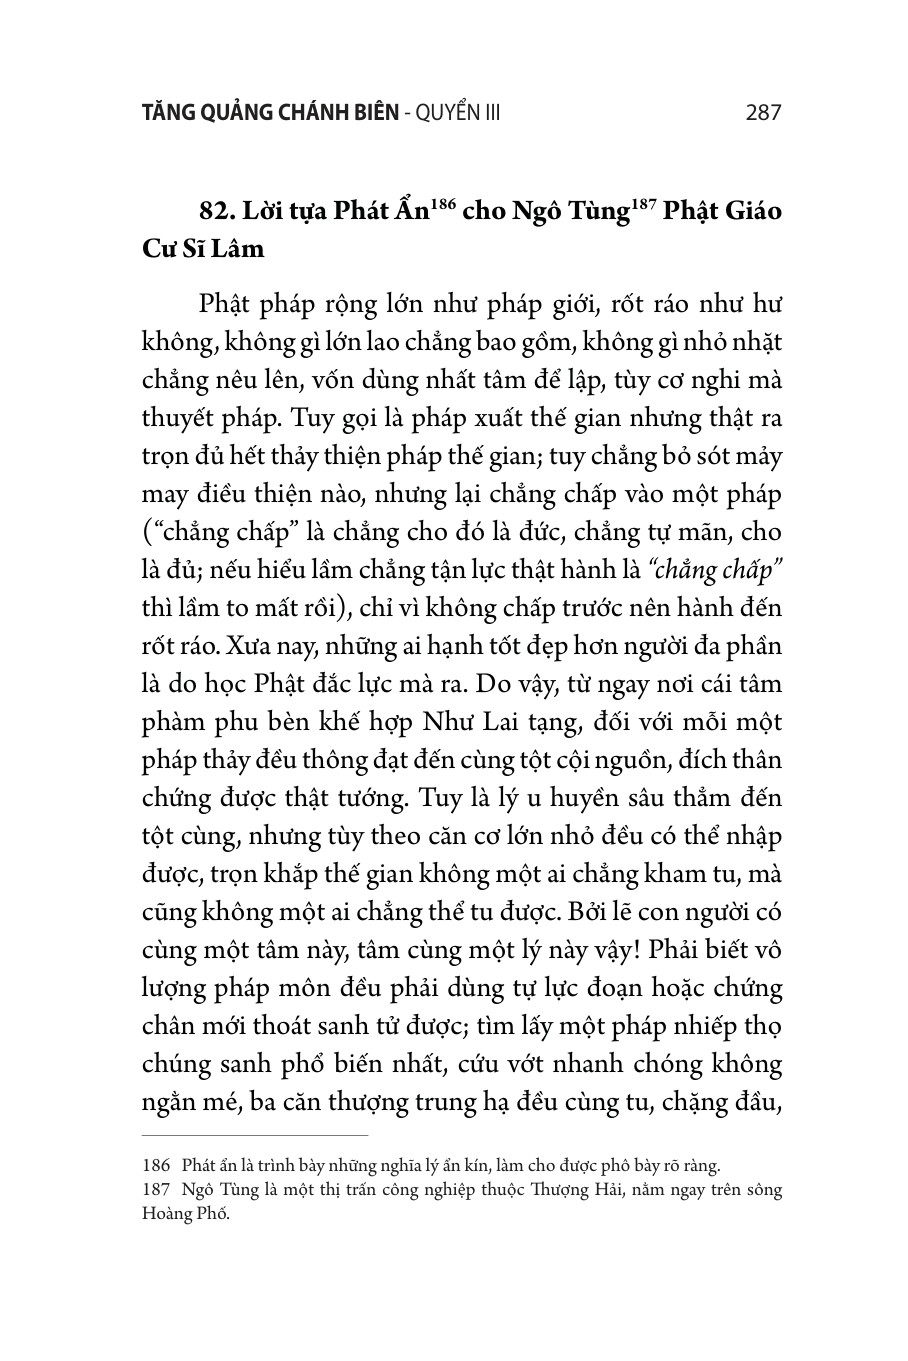 TĂNG QUẢNG CHÁNH BIÊN - QUYỂN III 287
82. Lời tựa Phát Ẩn186 cho Ngô Tùng187 Phật Giáo
Cư Sĩ Lâm
Phật pháp rộng lớn như pháp giới, rốt ráo như hư
không, không gì lớn lao chẳng bao gồm, không gì nhỏ nhặt
chẳng nêu lên, vốn dùng nhất tâm để lập, tùy cơ nghi mà
thuyết pháp. Tuy gọi là pháp xuất thế gian nhưng thật ra
trọn đủ hết thảy thiện pháp thế gian; tuy chẳng bỏ sót mảy
may điều thiện nào, nhưng lại chẳng chấp vào một pháp
(“chẳng chấp” là chẳng cho đó là đức, chẳng tự mãn, cho
là đủ; nếu hiểu lầm chẳng tận lực thật hành là “chẳng chấp”
thì lầm to mất rồi), chỉ vì không chấp trước nên hành đến
rốt ráo. Xưa nay, những ai hạnh tốt đẹp hơn người đa phần
là do học Phật đắc lực mà ra. Do vậy, từ ngay nơi cái tâm
phàm phu bèn khế hợp Như Lai tạng, đối với mỗi một
pháp thảy đều thông đạt đến cùng tột cội nguồn, đích thân
chứng được thật tướng. Tuy là lý u huyền sâu thẳm đến
tột cùng, nhưng tùy theo căn cơ lớn nhỏ đều có thể nhập
được, trọn khắp thế gian không một ai chẳng kham tu, mà
cũng không một ai chẳng thể tu được. Bởi lẽ con người có
cùng một tâm này, tâm cùng một lý này vậy! Phải biết vô
lượng pháp môn đều phải dùng tự lực đoạn hoặc chứng
chân mới thoát sanh tử được; tìm lấy một pháp nhiếp thọ
chúng sanh phổ biến nhất, cứu vớt nhanh chóng không
ngằn mé, ba căn thượng trung hạ đều cùng tu, chặng đầu,
186 Phát ẩn là trình bày những nghĩa lý ẩn kín, làm cho được phô bày rõ ràng.
187 Ngô Tùng là một thị trấn công nghiệp thuộc Thượng Hải, nằm ngay trên sông
Hoàng Phố.